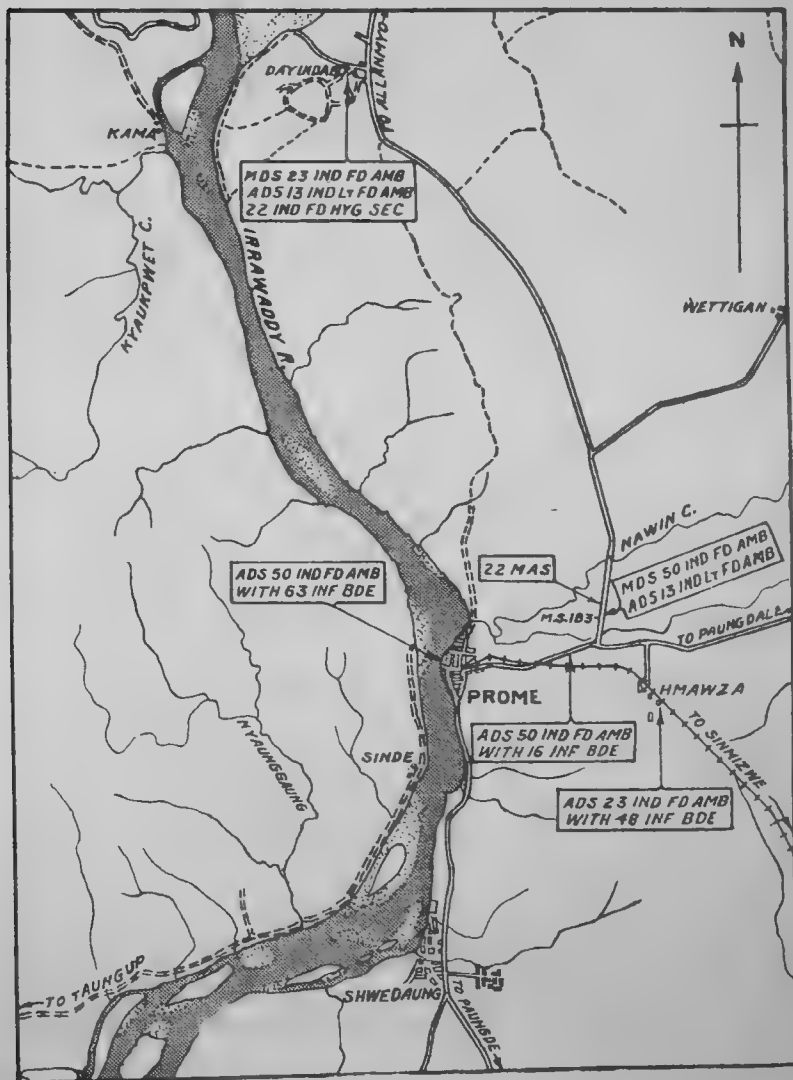 N
DAYINDABO
KAMA
MDS 23 IND FD AMB
ADS 13 IND LT FD AMB
22 IND FD HYG SEC
KYAUKPWET C.
IRRAWADDY R.
WETTIGAN
NAWIN C.
22 MAS
MDS 50 IND FD AMB
ADS 13 IND LT FD AMB
M.S.183
ADS 50 IND FD AMB
WITH 63 INF BDE
TO PAUNGDALE
HMAWZA
PROME
TO SINMIZWE
ADS 50 IND FD AMB
WITH 16 INF BDE
NYAUNGGAUNG
SINDE
ADS 23 IND FD AMB
WITH 48 INF BDE
TO TAUNGUP
SHWEDAUNG
TO PAUNGDE